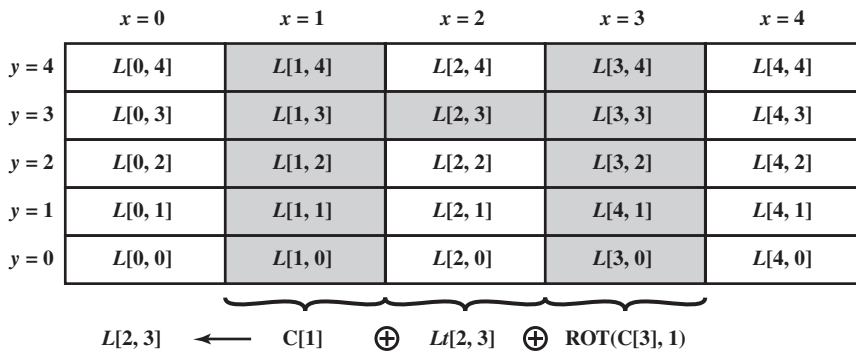 x = 0 x = 1 x = 2 x = 3 x = 4
y = 4 L[0, 4] L[1, 4] L[2, 4] L[3, 4] L[4, 4]
y = 3 L[0, 3] L[1, 3] L[2, 3] L[3, 3] L[4, 3]
y = 2 L[0, 2] L[1, 2] L[2, 2] L[3, 2] L[4, 2]
y = 1 L[0, 1] L[1, 1] L[2, 1] L[4, 1] L[4, 1]
y = 0 L[0, 0] L[1, 0] L[2, 0] L[3, 0] L[4, 0]
L[2, 3] ← C[1] ⊕ Lt[2, 3] ⊕ ROT(C[3], 1)